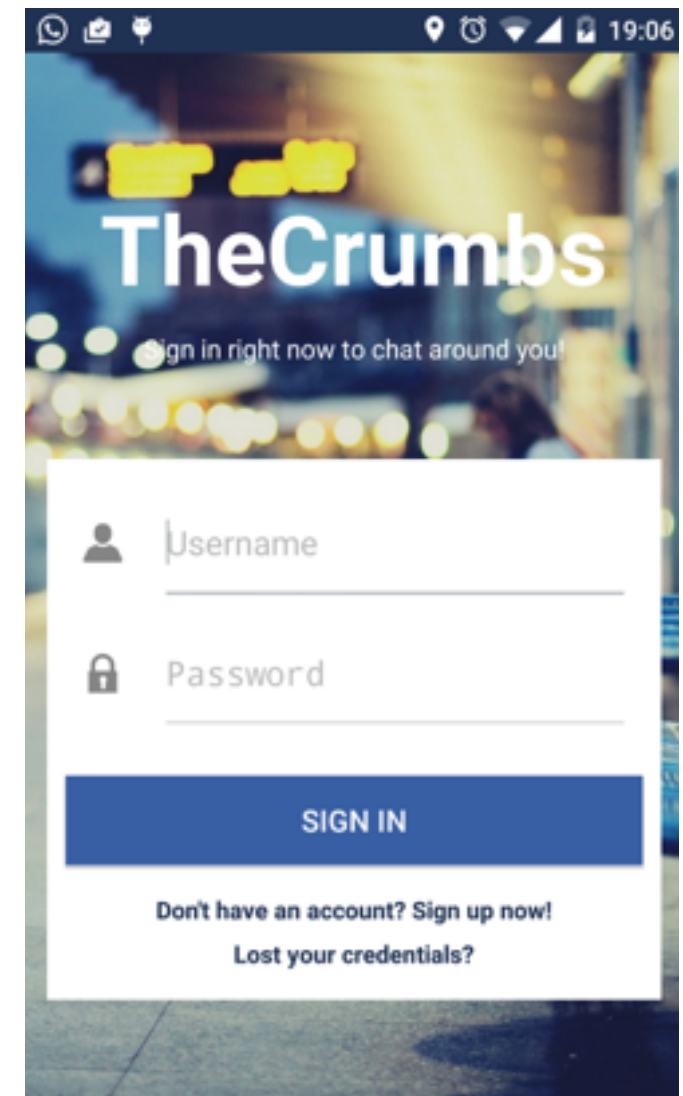 19:06
TheCrumbs
Sign in right now to chat around you!
Username
Password
SIGN IN
Don't have an account? Sign up now!
Lost your credentials?